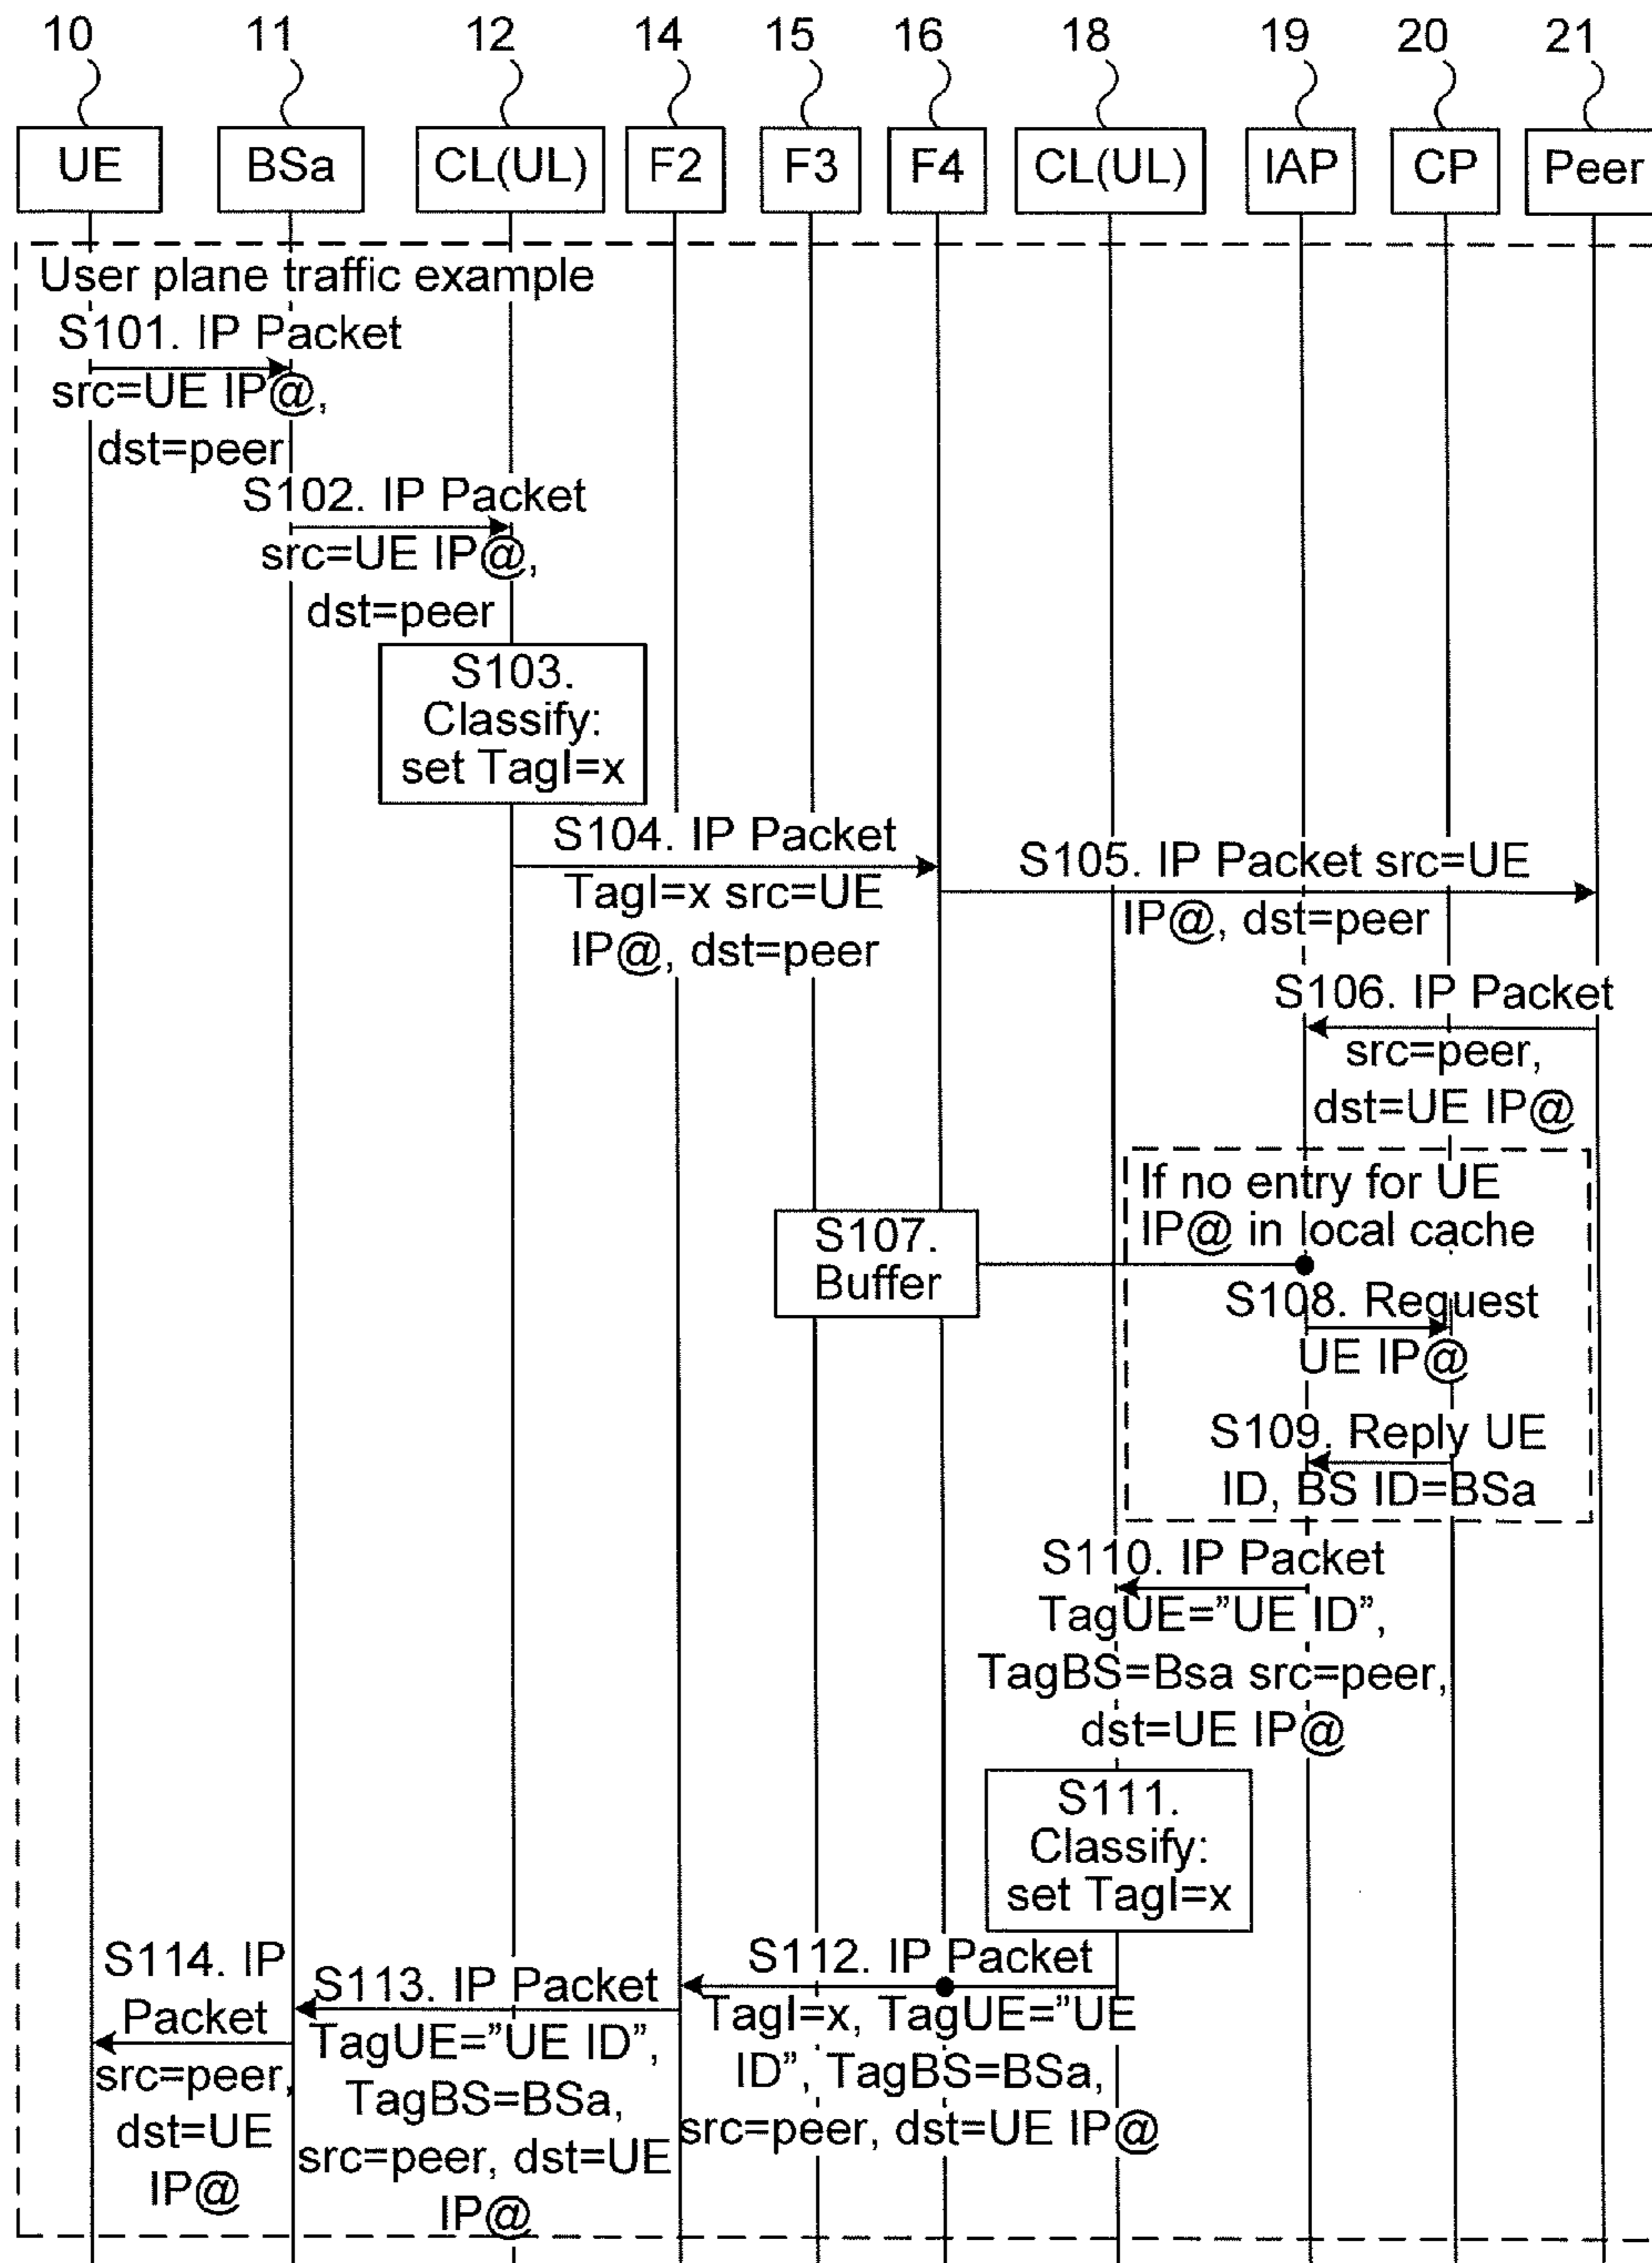 10 11 12 14 15 16 18 19 20 21
UE BSa CL(UL) F2 F3 F4 CL(UL) IAP CP Peer
User plane traffic example
S101. IP Packet
src=UE IP@,
dst=peer
S102. IP Packet
src=UE IP@,
dst=peer
S103.
Classify:
set TagI=x
S104. IP Packet
TagI=x src=UE
IP@, dst=peer
S105. IP Packet src=UE
IP@, dst=peer
S106. IP Packet
src=peer,
dst=UE IP@
If no entry for UE
IP@ in local cache
S107.
Buffer
S108. Request
UE IP@
S109. Reply UE
ID, BS ID=BSa
S110. IP Packet
TagUE=”UE ID”,
TagBS=Bsa src=peer,
dst=UE IP@
S111.
Classify:
set TagI=x
S112. IP Packet
TagI=x, TagUE=”UE
ID”, TagBS=BSa,
src=peer, dst=UE IP@
S113. IP Packet
TagUE=”UE ID”,
TagBS=BSa,
src=peer, dst=UE
IP@
S114. IP
Packet
src=peer,
dst=UE
IP@